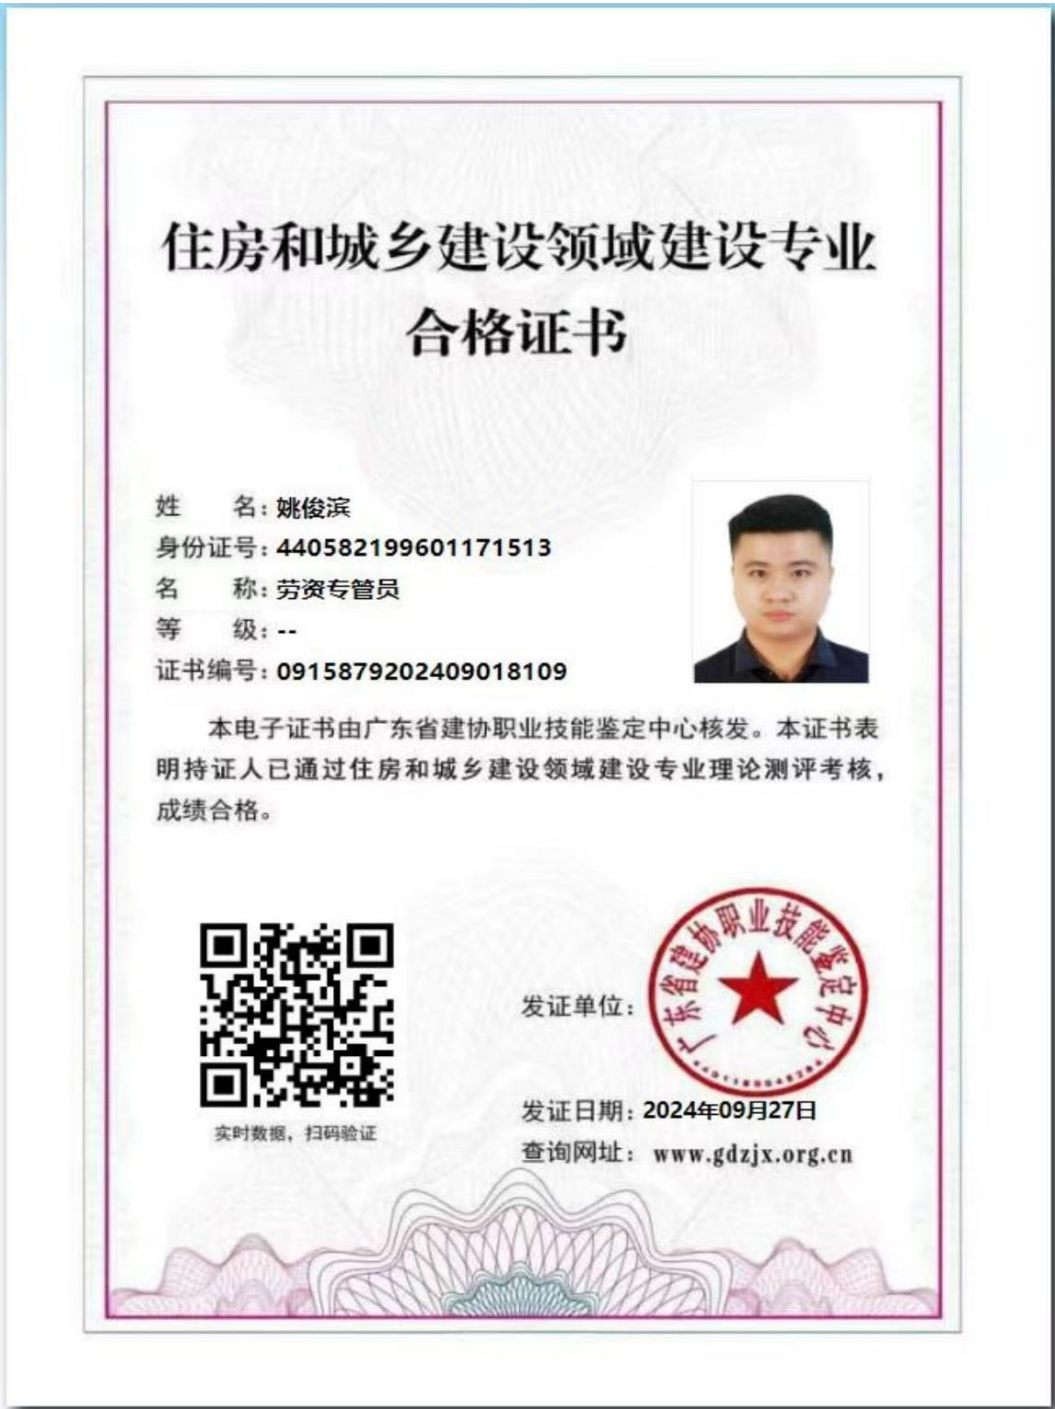 住房和城乡建设领域建设专业
合格证书
姓 名：姚俊滨
身份证号：440582199601171513
名 称：劳资专管员
等 级：--
证书编号：0915879202409018109
本电子证书由广东省建协职业技能鉴定中心核发。本证书表
明持证人已通过住房和城乡建设领域建设专业理论测评考核，
成绩合格。
实时数据，扫码验证
发证单位：
广东省建协职业技能鉴定中心
发证日期：2024年09月27日
查询网址：www.gdzjx.org.cn